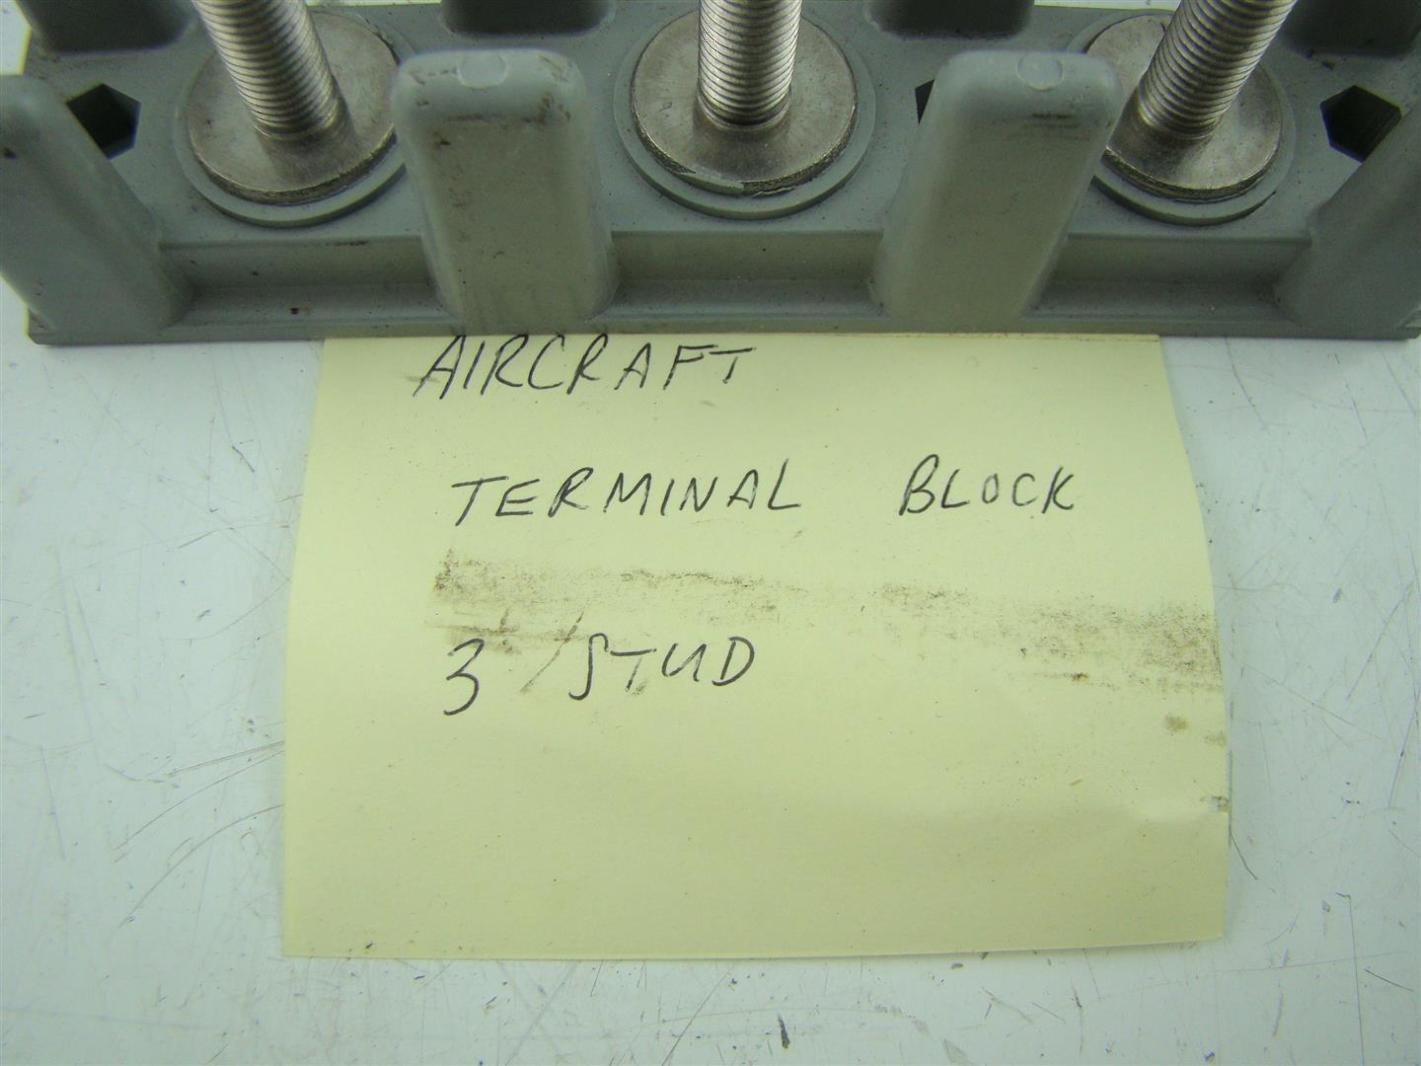 AIRCRAFT
TERMINAL BLOCK
3 STUD